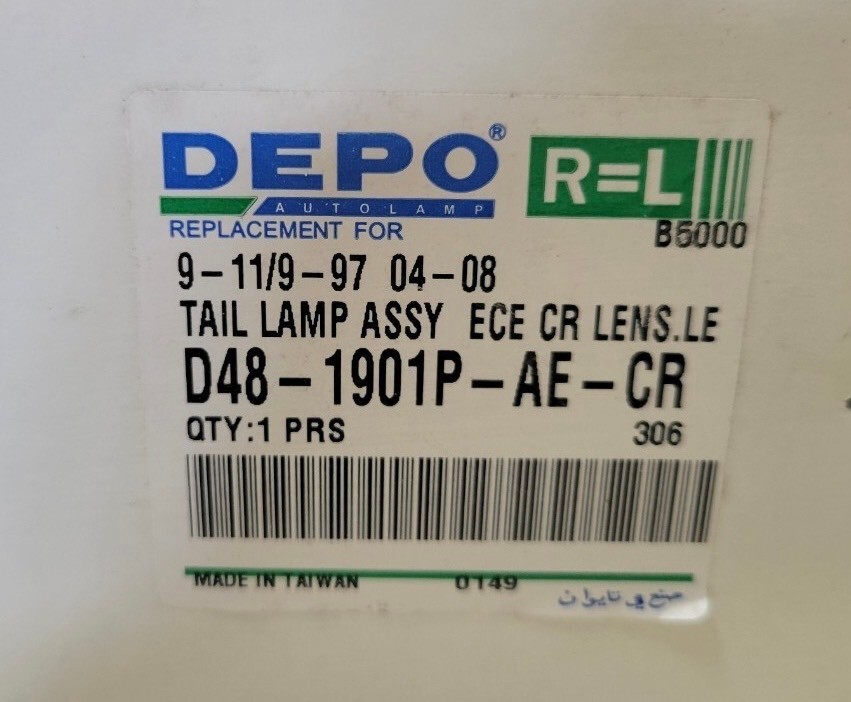 DEPO®
AUTOLAMP
R=L
REPLACEMENT FOR
B5000
9-11/9-97 04-08
TAIL LAMP ASSY ECE CR LENS.LE
D48-1901P-AE-CR
QTY:1 PRS 306
MADE IN TAIWAN 0149
صنع في تايوان